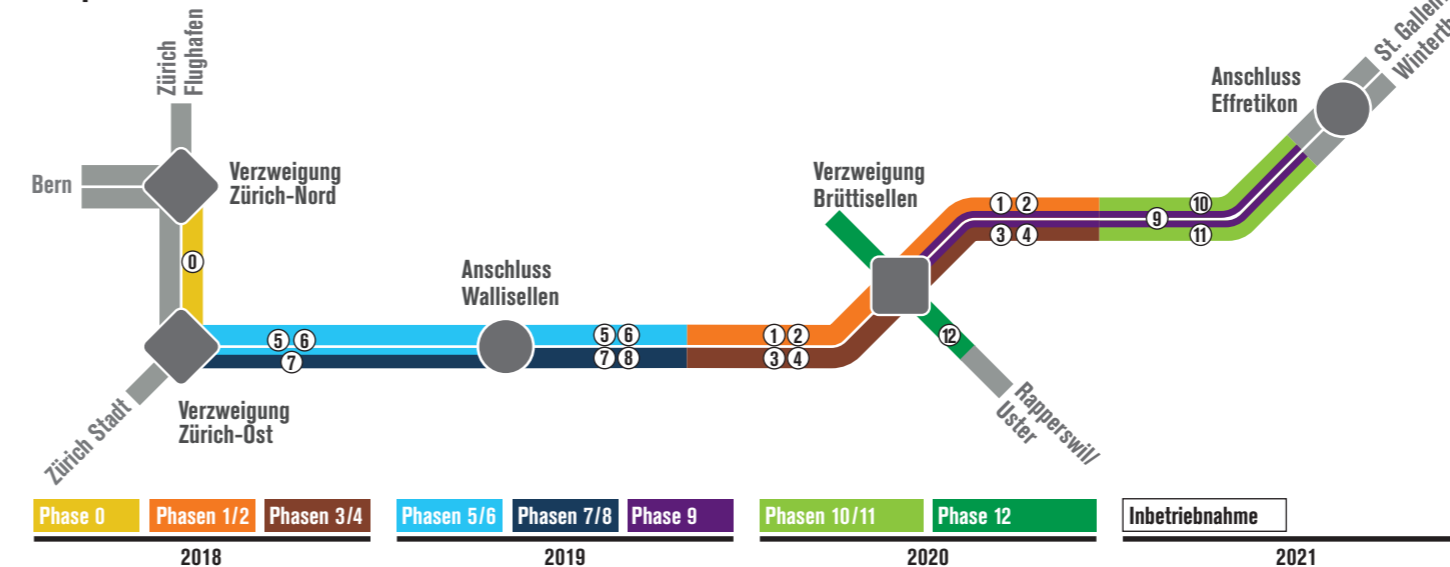 Zürich
Flughafen
St. Gallen/
Bern
Verzweigung
Zürich-Nord
0
Anschluss
Wallisellen
Verzweigung
Brüttisellen
Anschluss
Effretikon
1 2
3 4
9
10
11
5 6
7
5 6
7 8
1 2
3 4
12
Zürich Stadt
Verzweigung
Zürich-Ost
Rapperswil/
Uster
Phase 0
Phasen 1/2
Phasen 3/4
Phasen 5/6
Phasen 7/8
Phase 9
Phasen 10/11
Phase 12
Inbetriebnahme
2018
2019
2020
2021